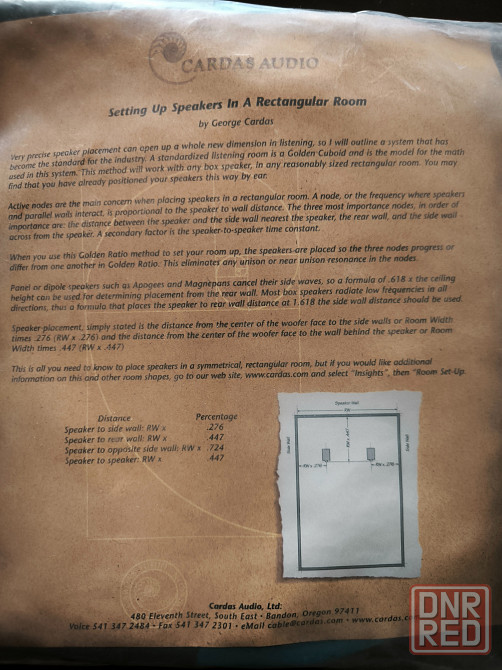 CARDAS AUDIO
Setting Up Speakers In A Rectangular Room
by George Cardas
Very precise speaker placement can open up a whole new dimension in listening, so I will outline a system that has
become the standard for the industry. A standardized listening room is a Golden Cuboid and is the model for the math
used in this system. This method will work with any box speaker, in any reasonably sized rectangular room. You may
find that you have already positioned your speakers this way by ear.
Active nodes are the main concern when placing speakers in a rectangular room. A node, or the frequency where speakers
and parallel walls interact, is proportional to the speaker to wall distance. The three most important nodes, in order of
importance are: the distance between the speaker and the side wall nearest the speaker, the rear wall, and the side wall
across from the speaker. A secondary factor is the speaker-to-speaker time constant.
When you use this Golden Ratio method to set your room up, the speakers are placed so the three nodes progress or
differ from one another in Golden Ratio. This eliminates any unison or near unison resonance in the nodes.
Panel or dipole speakers such as Apogees and Magnepans cancel their side waves, so a formula of .618 x the ceiling
height can be used for determining placement from the rear wall. Most box speakers radiate low frequencies in all
directions, thus a formula that places the speaker to rear wall distance at 1.618 the side wall distance should be used.
Speaker placement, simply stated is the distance from the center of the woofer face to the side walls or Room Width
times .276 (RW x .276) and the distance from the center of the woofer face to the wall behind the speaker or Room
Width times .447 (RW x .447)
This is all you need to know to place speakers in a symmetrical, rectangular room, but if you would like additional
information on this and other room shapes, go to our web site, www.cardas.com and select "Insights", then "Room Set-Up.
Distance Percentage
Speaker to side wall: RW x .276
Speaker to rear wall: RW x .447
Speaker to opposite side wall: RW x .724
Speaker to speaker: RW x .447
RW
Side Wall
RW x .447
Side Wall
RW x .276
RW x .276
Cardas Audio, Ltd:
480 Eleventh Street, South East • Bandon, Oregon 97411
Voice 541 347 2484 • Fax 541 347 2301 • eMail cable@cardas.com • www.cardas.c
DNR
RED